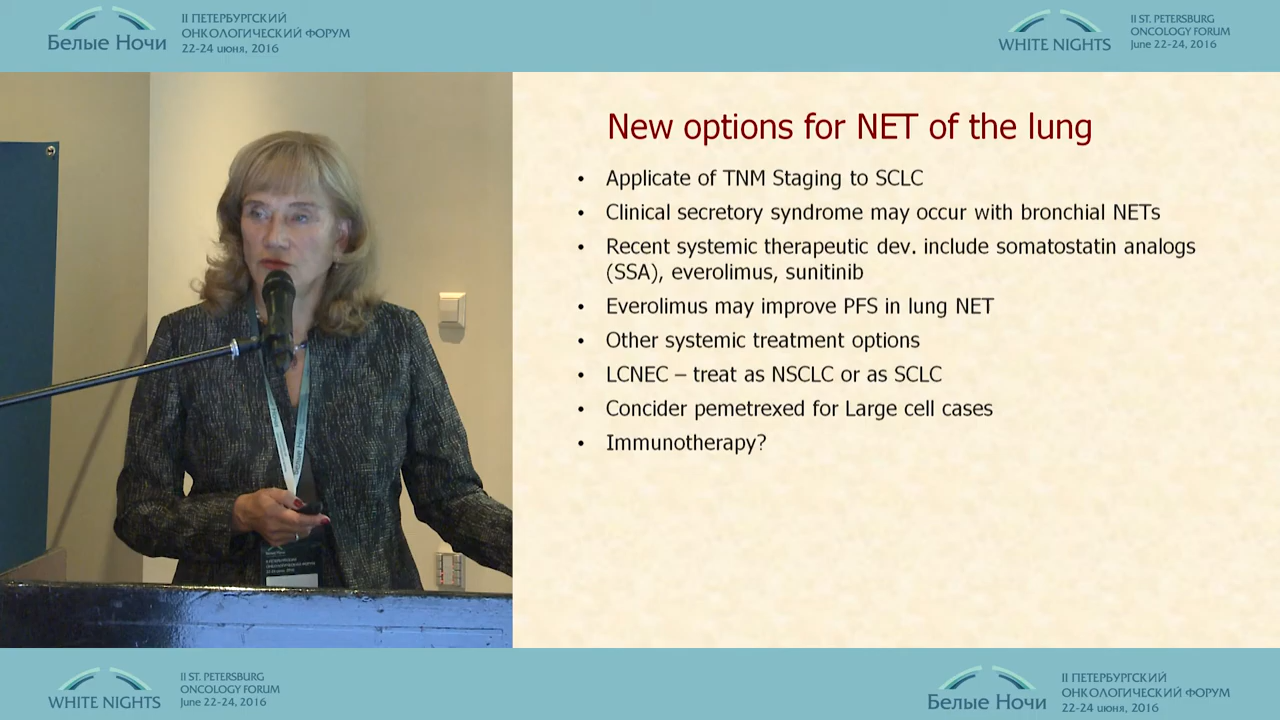 Белые Ночи
II ПЕТЕРБУРГСКИЙ
ОНКОЛОГИЧЕСКИЙ ФОРУМ
22-24 июня, 2016
WHITE NIGHTS
II ST. PETERSBURG
ONCOLOGY FORUM
June 22-24, 2016
New options for NET of the lung
• Applicate of TNM Staging to SCLC
• Clinical secretory syndrome may occur with bronchial NETs
• Recent systemic therapeutic dev. include somatostatin analogs
(SSA), everolimus, sunitinib
• Everolimus may improve PFS in lung NET
• Other systemic treatment options
• LCNEC – treat as NSCLC or as SCLC
• Concider pemetrexed for Large cell cases
• Immunotherapy?
WHITE NIGHTS
II ST. PETERSBURG
ONCOLOGY FORUM
June 22-24, 2016
Белые Ночи
II ПЕТЕРБУРГСКИЙ
ОНКОЛОГИЧЕСКИЙ ФОРУМ
22-24 июня, 2016